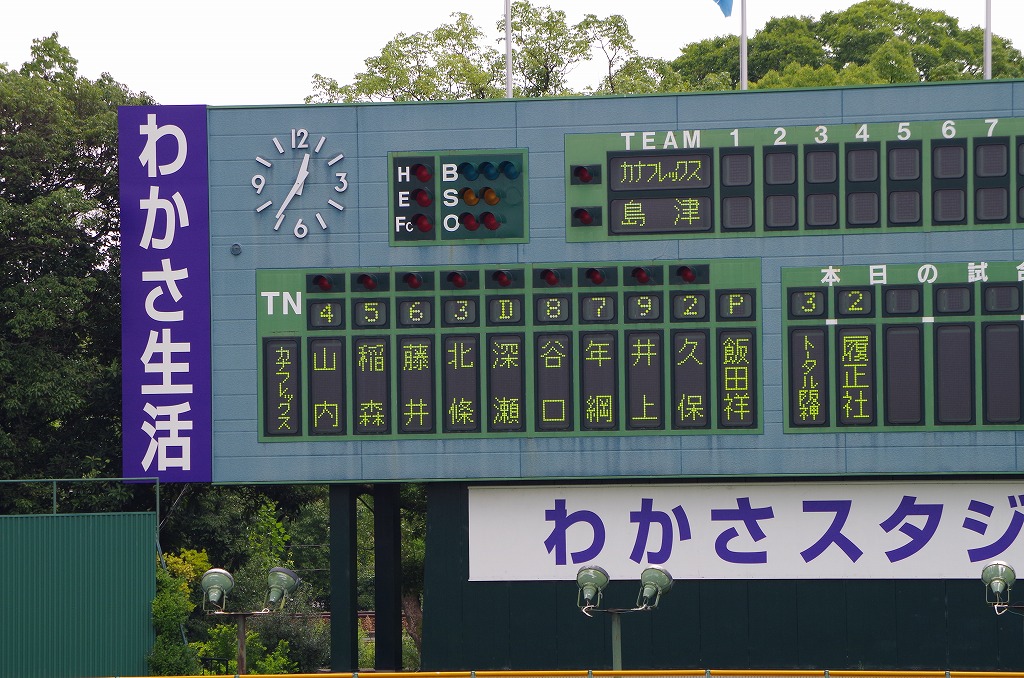 わかさ生活
12
3
6
9
H B
E S
Fc O
TEAM 1 2 3 4 5 6 7
カナフレックス
島津
TN 4 5 6 3 D 8 7 9 2 P
カナフレックス 山内 稲森 藤井 北條 深瀬 谷口 年綱 井上 久保 飯田祥
本日の試合
3 2
トータル阪神 履正社
わかさスタジ